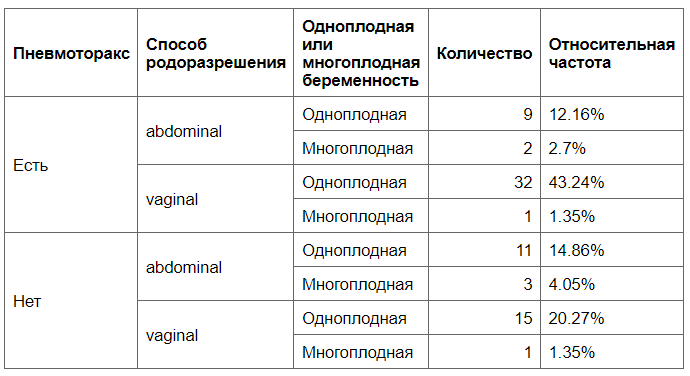 Пневмоторакс Способ родоразрешения Одноплодная или многоплодная беременность Количество Относительная частота
Есть abdominal Одноплодная 9 12.16%
Многоплодная 2 2.7%
vaginal Одноплодная 32 43.24%
Многоплодная 1 1.35%
Нет abdominal Одноплодная 11 14.86%
Многоплодная 3 4.05%
vaginal Одноплодная 15 20.27%
Многоплодная 1 1.35%